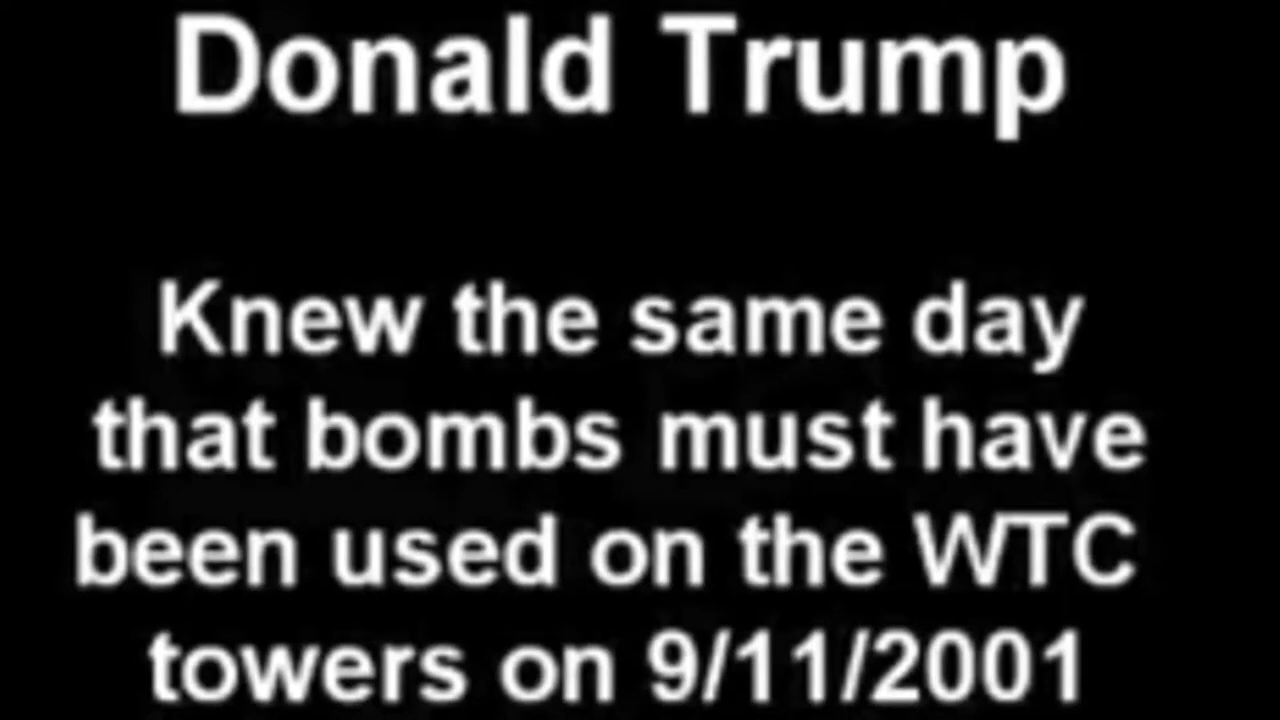 Donald Trump
Knew the same day
that bombs must have
been used on the WTC
towers on 9/11/2001